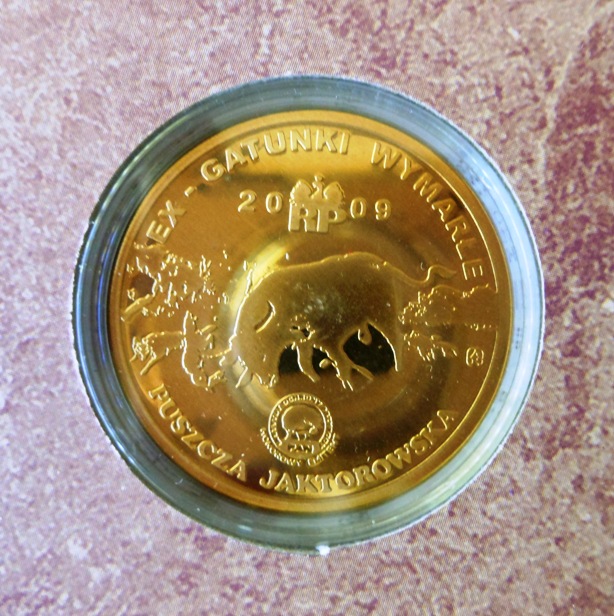 EX - GATUNKI WYMARŁE
20 09
RP
PUSZCZA JAKTOROWSKA